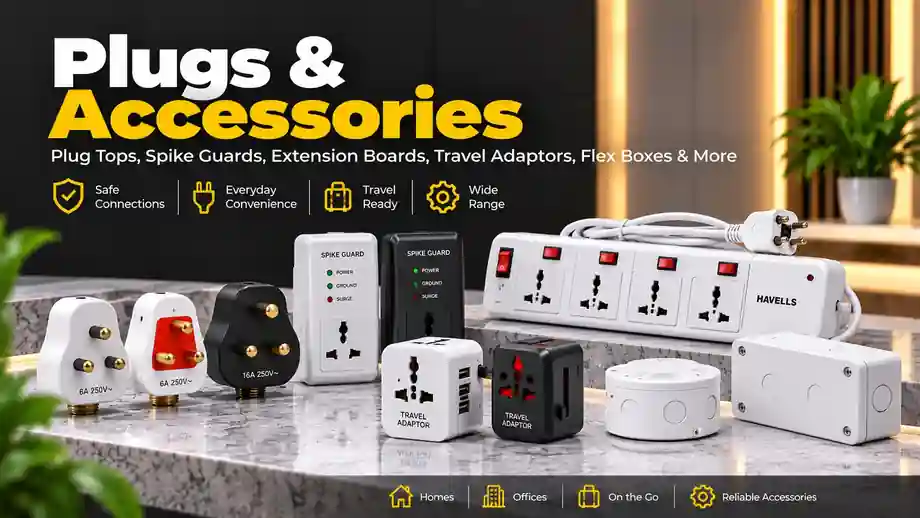 Plugs &
Accessories
Plug Tops, Spike Guards, Extension Boards, Travel Adaptors, Flex Boxes & More
Safe
Connections
Everyday
Convenience
Travel
Ready
Wide
Range
SPIKE GUARD
POWER
GROUND
SURGE
SPIKE GUARD
POWER
GROUND
SURGE
HAVELLS
6A 250V~
6A 250V~
16A 250V~
TRAVEL
ADAPTOR
TRAVEL
ADAPTOR
Homes
Offices
On the Go
Reliable Accessories